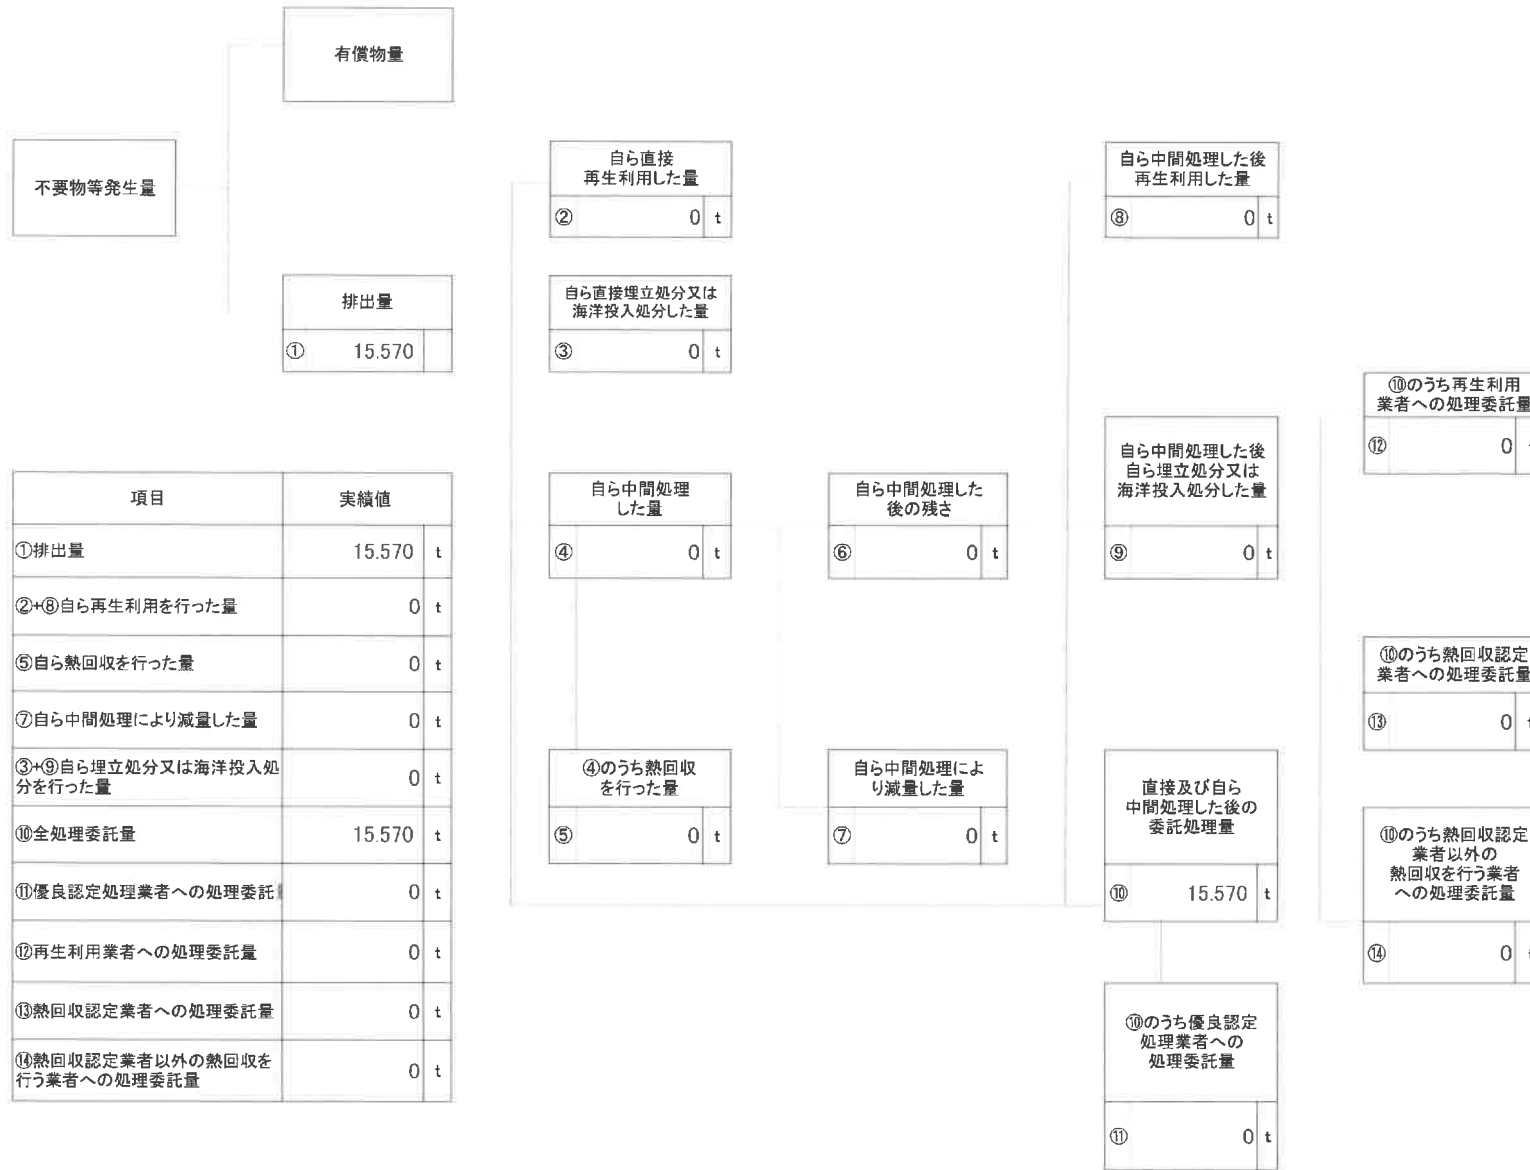 有償物量
不要物等発生量
排出量
① 15.570
自ら直接
再生利用した量
② 0 t
自ら直接埋立処分又は
海洋投入処分した量
③ 0 t
自ら中間処理
した量
④ 0 t
④のうち熱回収
を行った量
⑤ 0 t
自ら中間処理した
後の残さ
⑥ 0 t
自ら中間処理によ
り減量した量
⑦ 0 t
自ら中間処理した後
再生利用した量
⑧ 0 t
自ら中間処理した後
自ら埋立処分又は
海洋投入処分した量
⑨ 0 t
直接及び自ら
中間処理した後の
委託処理量
⑩ 15.570 t
⑩のうち優良認定
処理業者への
処理委託量
⑪ 0 t
⑩のうち再生利用
業者への処理委託量
⑫ 0
⑩のうち熱回収認定
業者への処理委託量
⑬ 0
⑩のうち熱回収認定
業者以外の
熱回収を行う業者
への処理委託量
⑭ 0
項目 実績値
①排出量 15.570 t
②+⑧自ら再生利用を行った量 0 t
⑤自ら熱回収を行った量 0 t
⑦自ら中間処理により減量した量 0 t
③+⑨自ら埋立処分又は海洋投入処
分を行った量 0 t
⑩全処理委託量 15.570 t
⑪優良認定処理業者への処理委託 0 t
⑫再生利用業者への処理委託量 0 t
⑬熱回収認定業者への処理委託量 0 t
⑭熱回収認定業者以外の熱回収を
行う業者への処理委託量 0 t